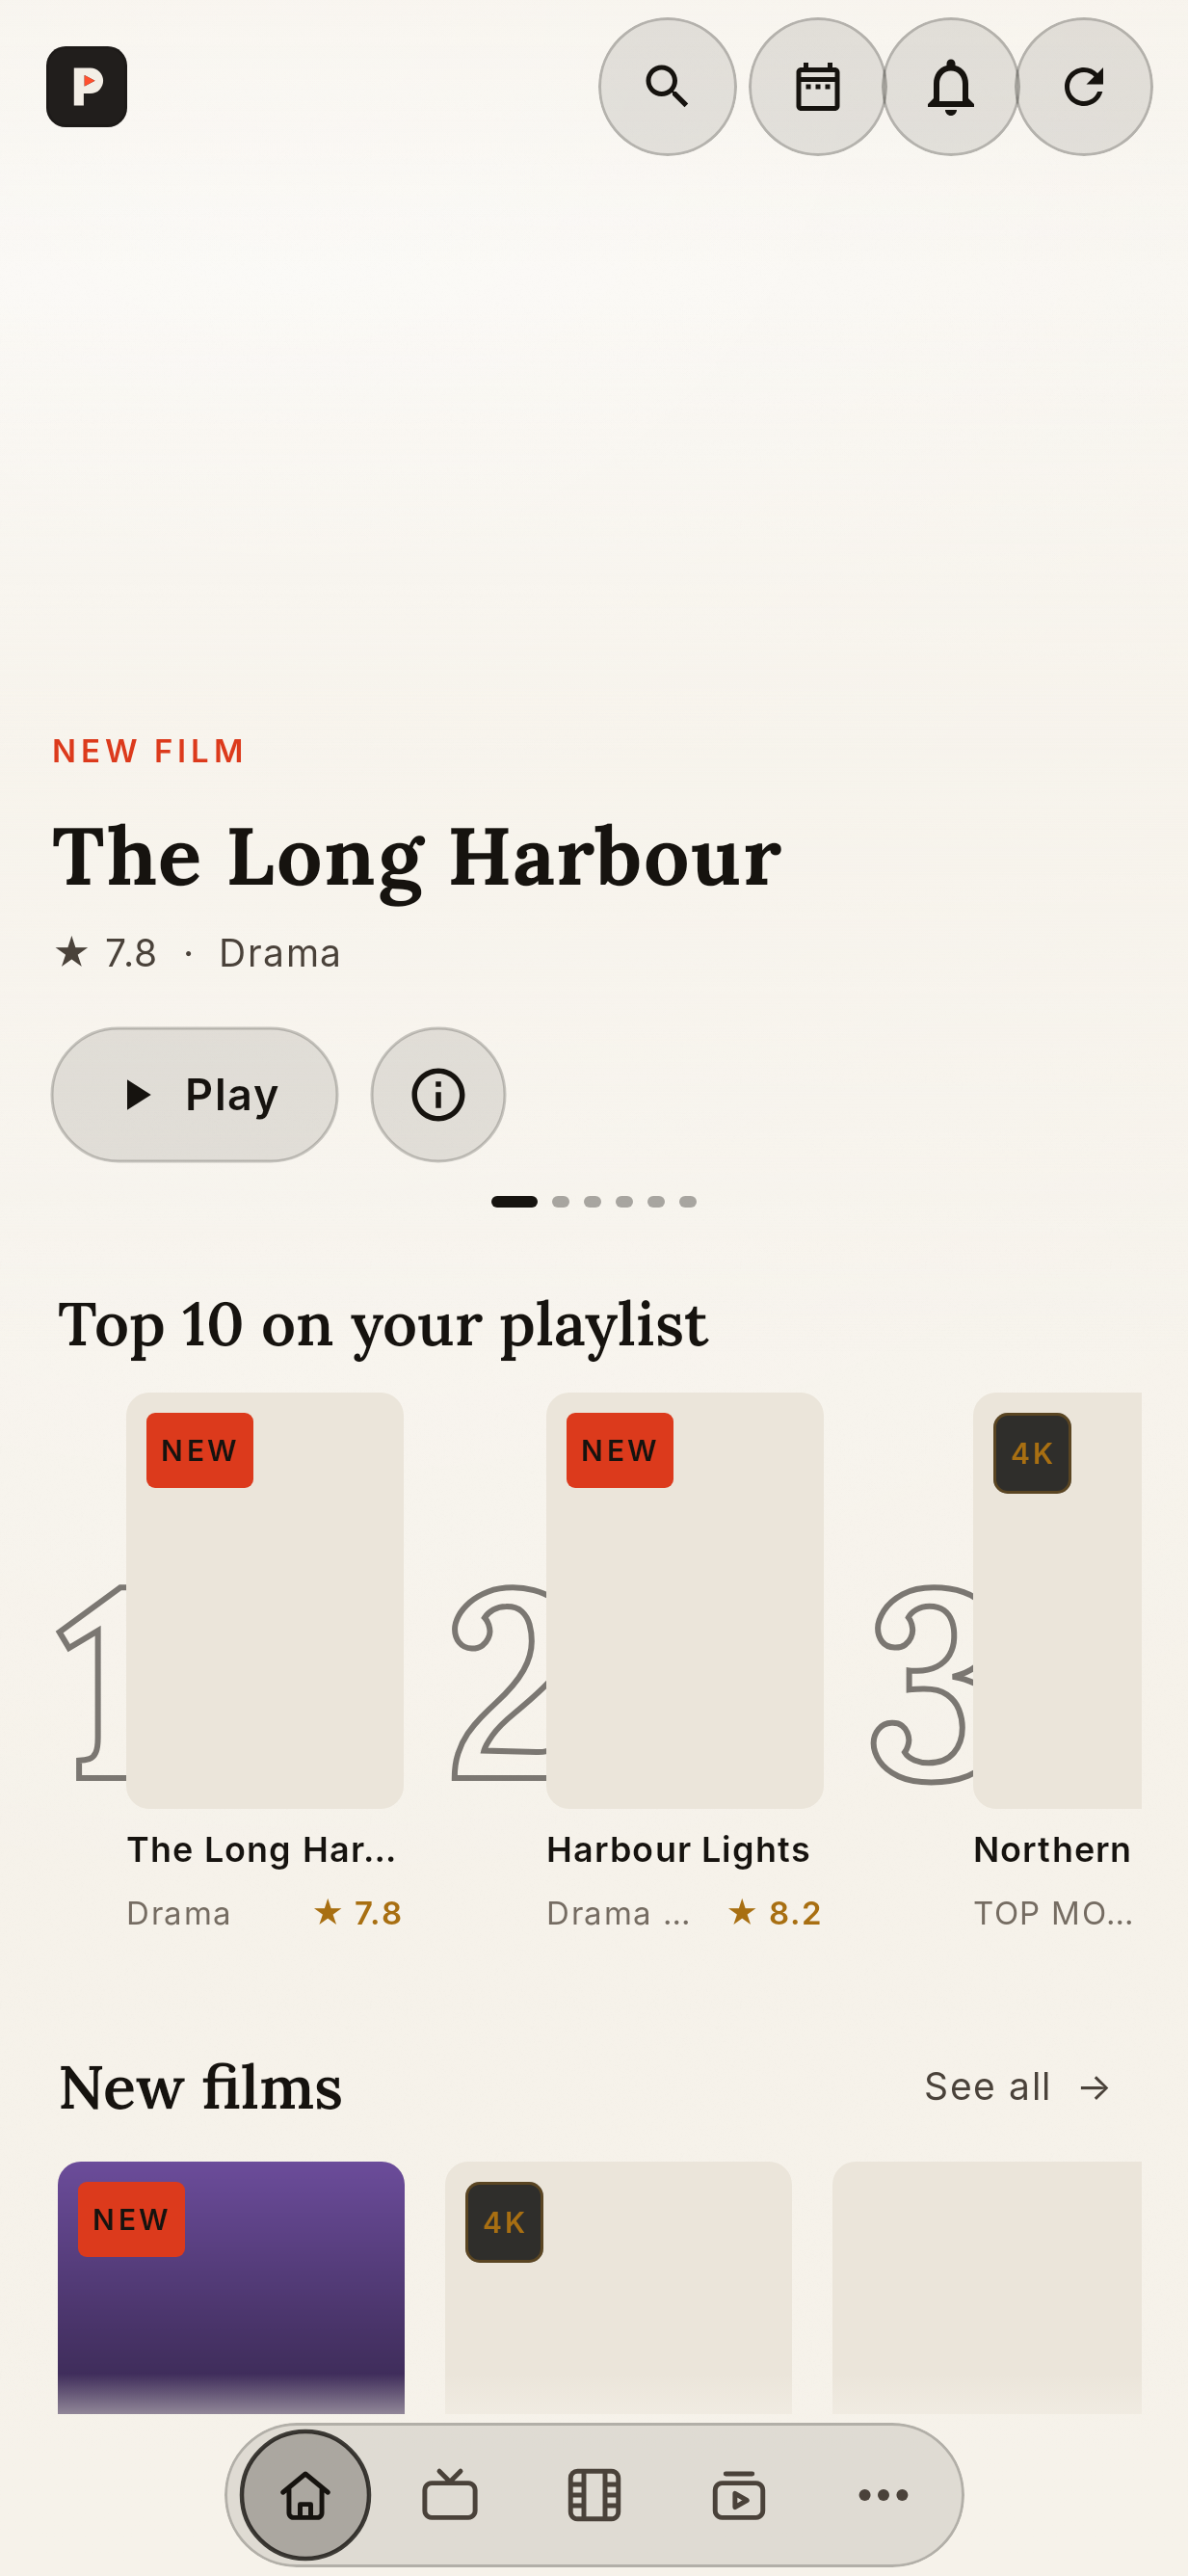 P
NEW FILM
The Long Harbour
★ 7.8 · Drama
Play
Top 10 on your playlist
NEW
NEW
4K
1
2
3
The Long Har...
Harbour Lights
Northern
Drama ★ 7.8
Drama ... ★ 8.2
TOP MO...
New films
See all →
NEW
4K